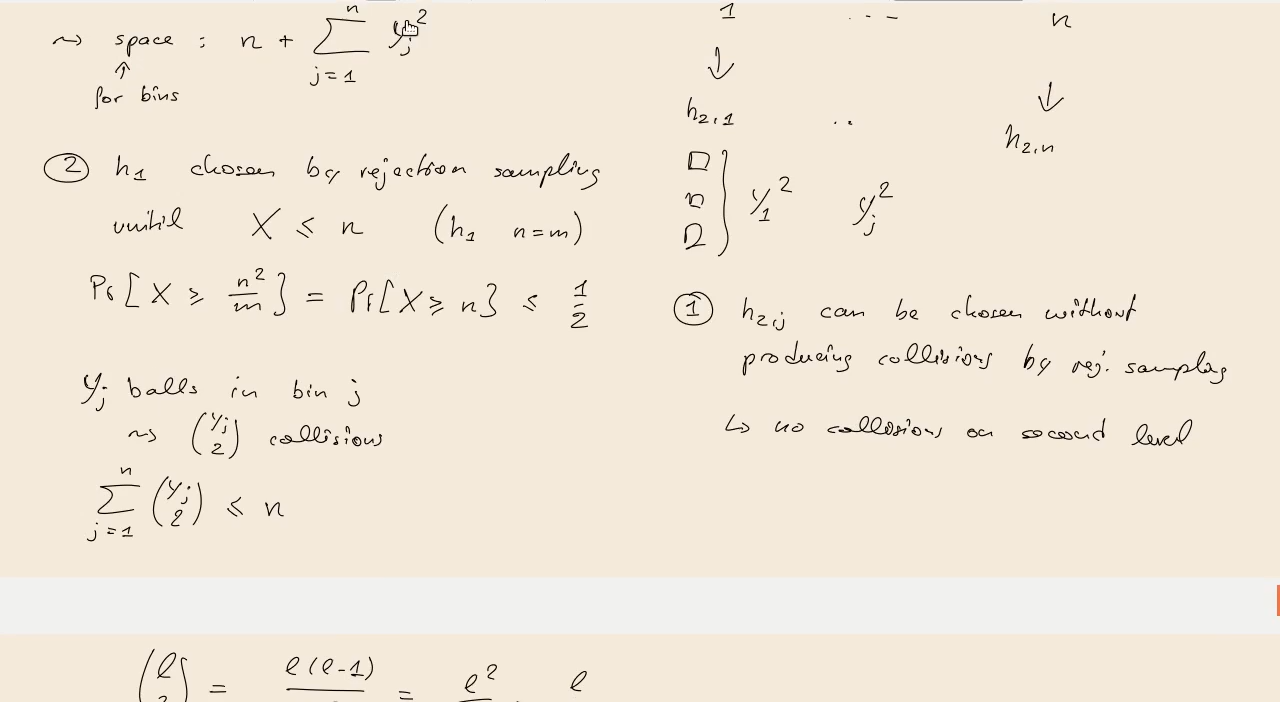 ~> space : n + Σ_{j=1}^{n} Y_j^2
↑
for bins
② h_1 chosen by rejection sampling
until X ≤ n (h_1 n=m)
Pr[X ≥ n^2/m] = Pr[X ≥ n] ≤ 1/2
Y_j balls in bin j
~> (Y_j 2) collisions
Σ_{j=1}^{n} (Y_j 2) ≤ n
1 ... n
↓ ↓
h_{2,1} .. h_{2,n}
n } Y_1^2 Y_j^2
① h_{2,j} can be chosen without
producing collisions by rej. sampling
↳ no collisions on second level
(l 2) = l(l-1) = l^2 l